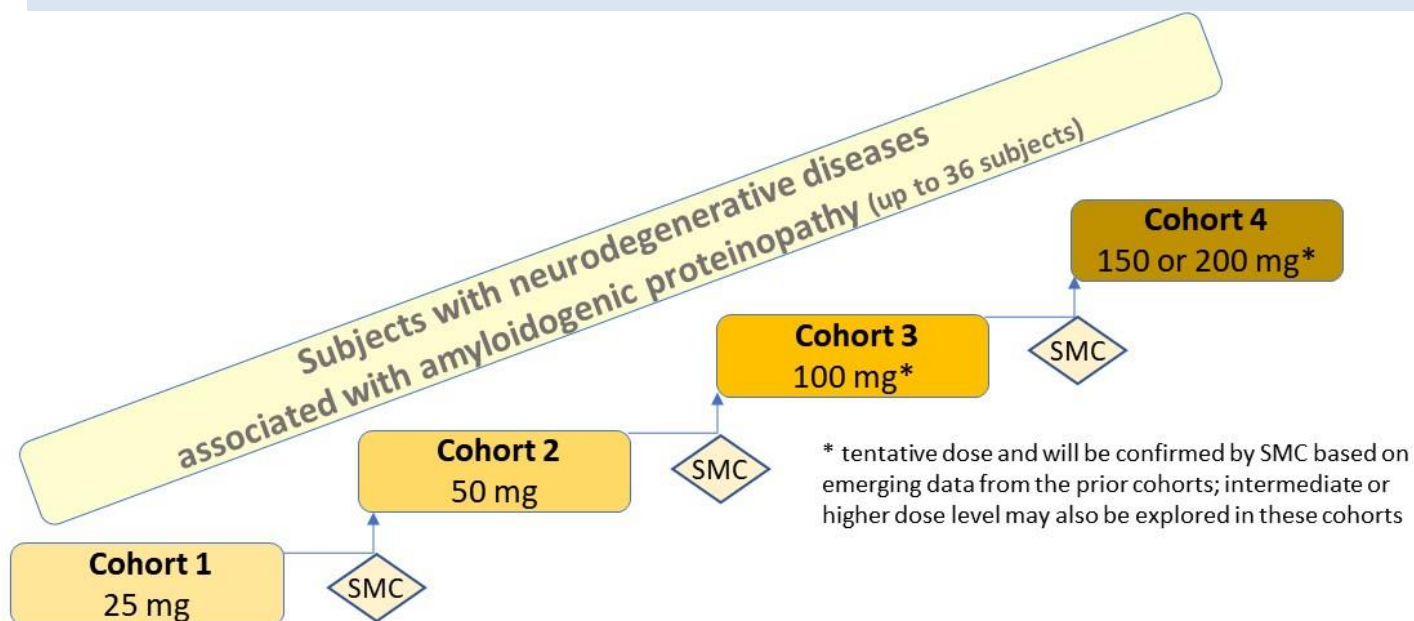 Subjects with neurodegenerative diseases
associated with amyloidogenic proteinopathy (up to 36 subjects)
Cohort 4
150 or 200 mg*
SMC
Cohort 3
100 mg*
SMC
Cohort 2
50 mg
SMC
Cohort 1
25 mg
* tentative dose and will be confirmed by SMC based on
emerging data from the prior cohorts; intermediate or
higher dose level may also be explored in these cohorts